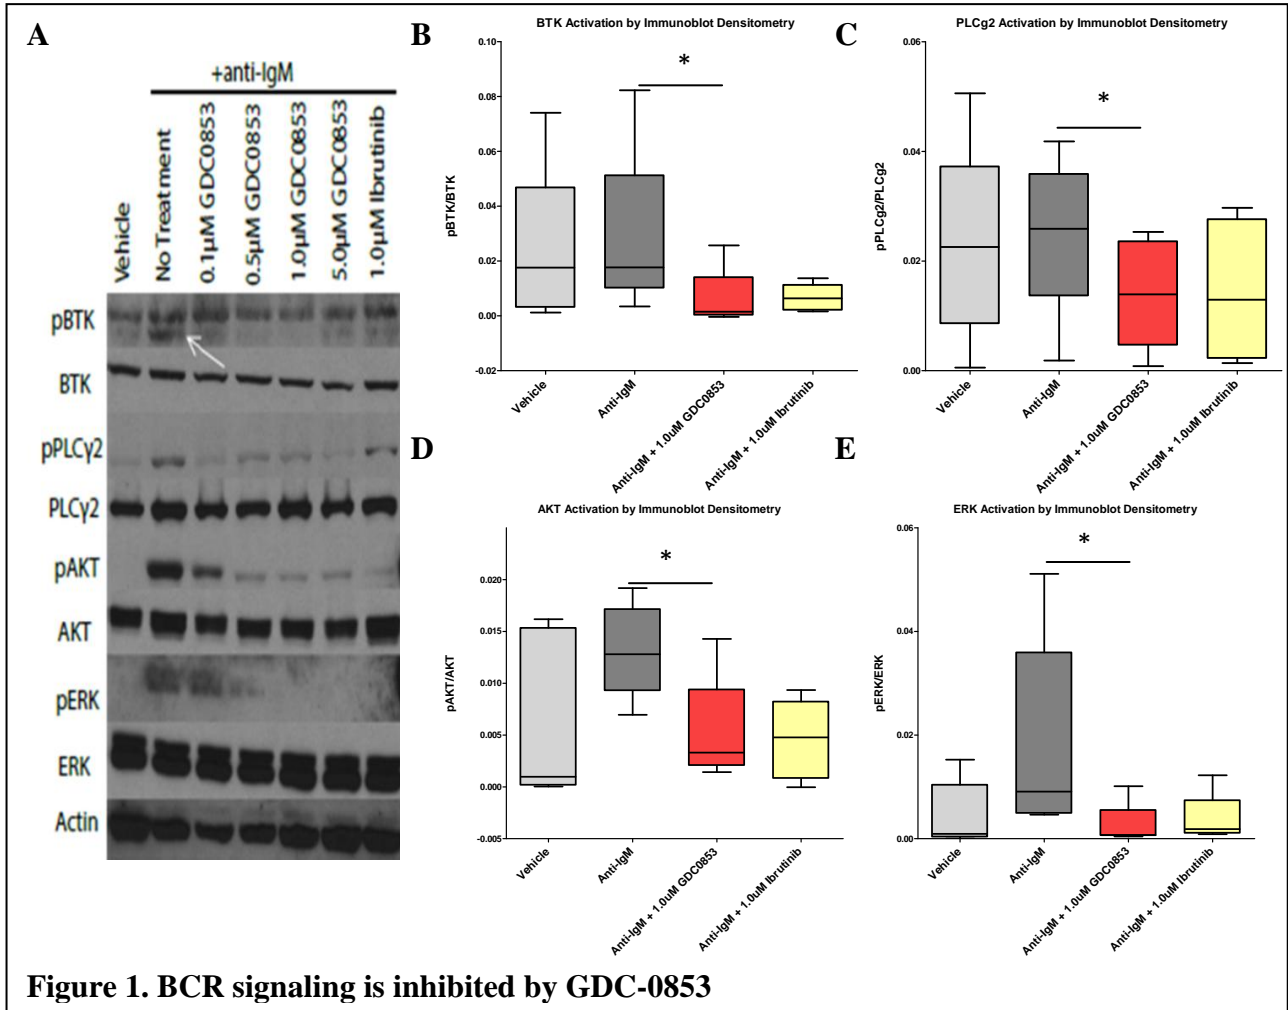 A
+anti-IgM
Vehicle
No Treatment
0.1µM GDC0853
0.5µM GDC0853
1.0µM GDC0853
5.0µM GDC0853
1.0µM Ibrutinib
pBTK
BTK
pPLCγ2
PLCγ2
pAKT
AKT
pERK
ERK
Actin
B
BTK Activation by Immunoblot Densitometry
*
pBTK/BTK
0.10
0.08
0.06
0.04
0.02
0.00
-0.02
Vehicle
Anti-IgM
Anti-IgM + 1.0uM GDC0853
Anti-IgM + 1.0uM Ibrutinib
C
PLCg2 Activation by Immunoblot Densitometry
*
pPLCg2/PLCg2
0.06
0.04
0.02
0.00
Vehicle
Anti-IgM
Anti-IgM + 1.0uM GDC0853
Anti-IgM + 1.0uM Ibrutinib
D
AKT Activation by Immunoblot Densitometry
*
pAKT/AKT
0.020
0.015
0.010
0.005
0.000
-0.005
Vehicle
Anti-IgM
Anti-IgM + 1.0uM GDC0853
Anti-IgM + 1.0uM Ibrutinib
E
ERK Activation by Immunoblot Densitometry
*
pERK/ERK
0.06
0.04
0.02
0.00
Vehicle
Anti-IgM
Anti-IgM + 1.0uM GDC0853
Anti-IgM + 1.0uM Ibrutinib
Figure 1. BCR signaling is inhibited by GDC-0853